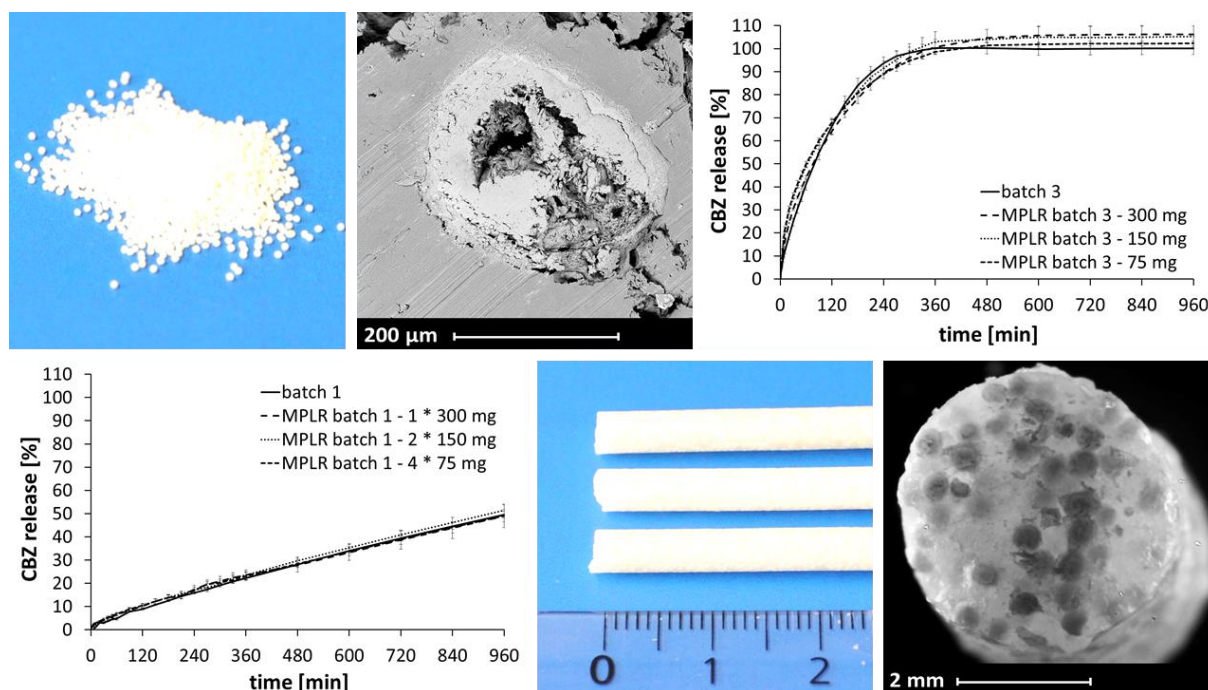 200 µm
CBZ release [%]
110
100
90
80
70
60
50
40
30
20
10
0
batch 3
MPLR batch 3 - 300 mg
MPLR batch 3 - 150 mg
MPLR batch 3 - 75 mg
0 120 240 360 480 600 720 840 960
time [min]
CBZ release [%]
110
100
90
80
70
60
50
40
30
20
10
0
batch 1
MPLR batch 1 - 1 * 300 mg
MPLR batch 1 - 2 * 150 mg
MPLR batch 1 - 4 * 75 mg
0 120 240 360 480 600 720 840 960
time [min]
0 1 2
2 mm